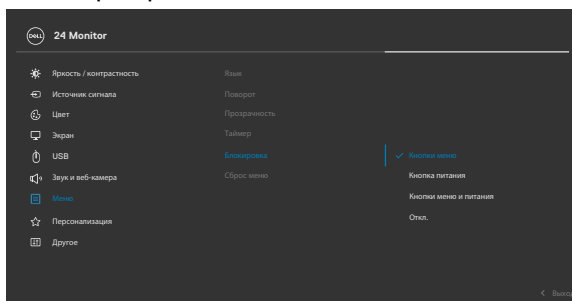 DELL
24 Monitor
Яркость / контрастность
Источник сигнала
Цвет
Экран
USB
Звук и веб-камера
Меню
Персонализация
Другое
Язык
Поворот
Прозрачность
Таймер
Блокировка
Сброс меню
Кнопки меню
Кнопка питания
Кнопки меню и питания
Откл.